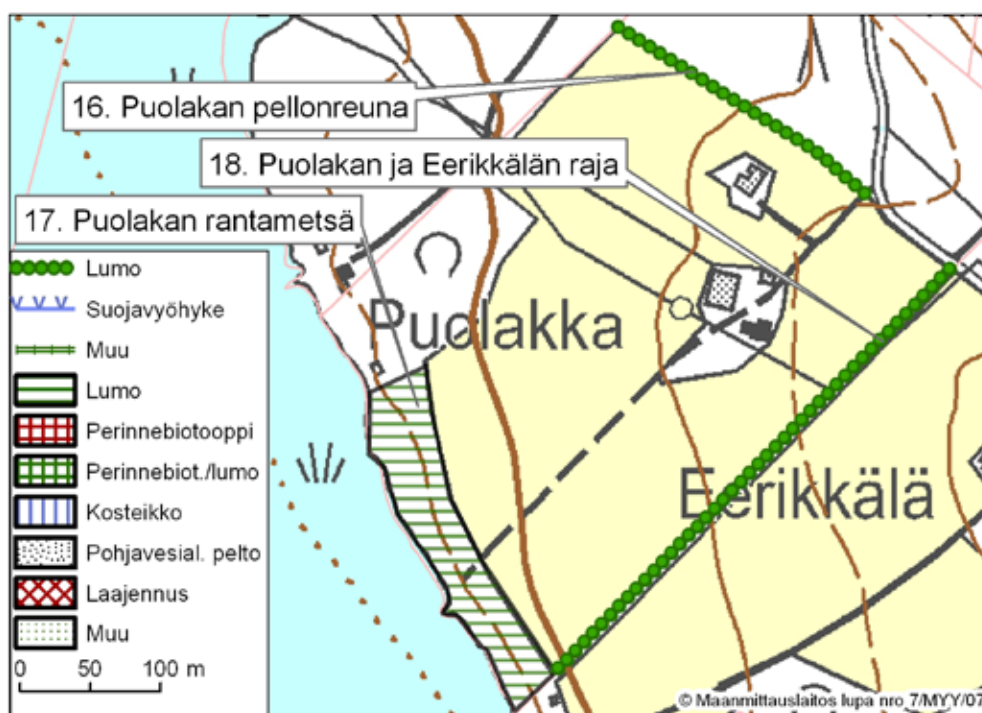 16. Puolakan pellonreuna
18. Puolakan ja Eerikkälän raja
17. Puolakan rantametsä
Puolakka
Eerikkälä
Lumo
Suojavyöhyke
Muu
Lumo
Perinnebiotooppi
Perinnebiot./lumo
Kosteikko
Pohjavesial. pelto
Laajennus
Muu
0 50 100 m
© Maanmittauslaitos lupa nro 7/MYY/07